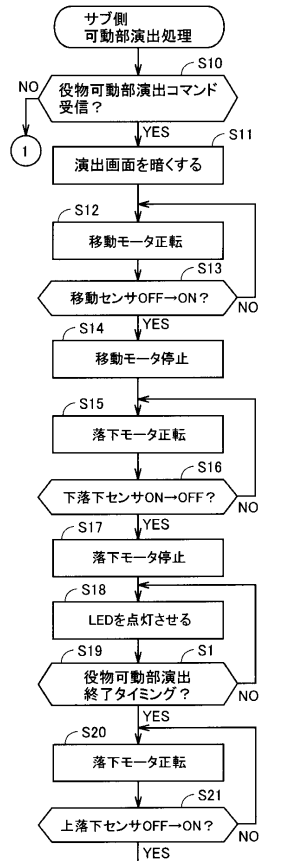 サブ側
可動部演出処理
S10
NO
役物可動部演出コマンド
受信？
YES
1
S11
演出画面を暗くする
S12
移動モータ正転
S13
移動センサOFF→ON？
NO
YES
S14
移動モータ停止
S15
落下モータ正転
S16
下落下センサON→OFF？
NO
YES
S17
落下モータ停止
S18
LEDを点灯させる
S19
S1
役物可動部演出
終了タイミング？
NO
YES
S20
落下モータ正転
S21
上落下センサOFF→ON？
NO
YES